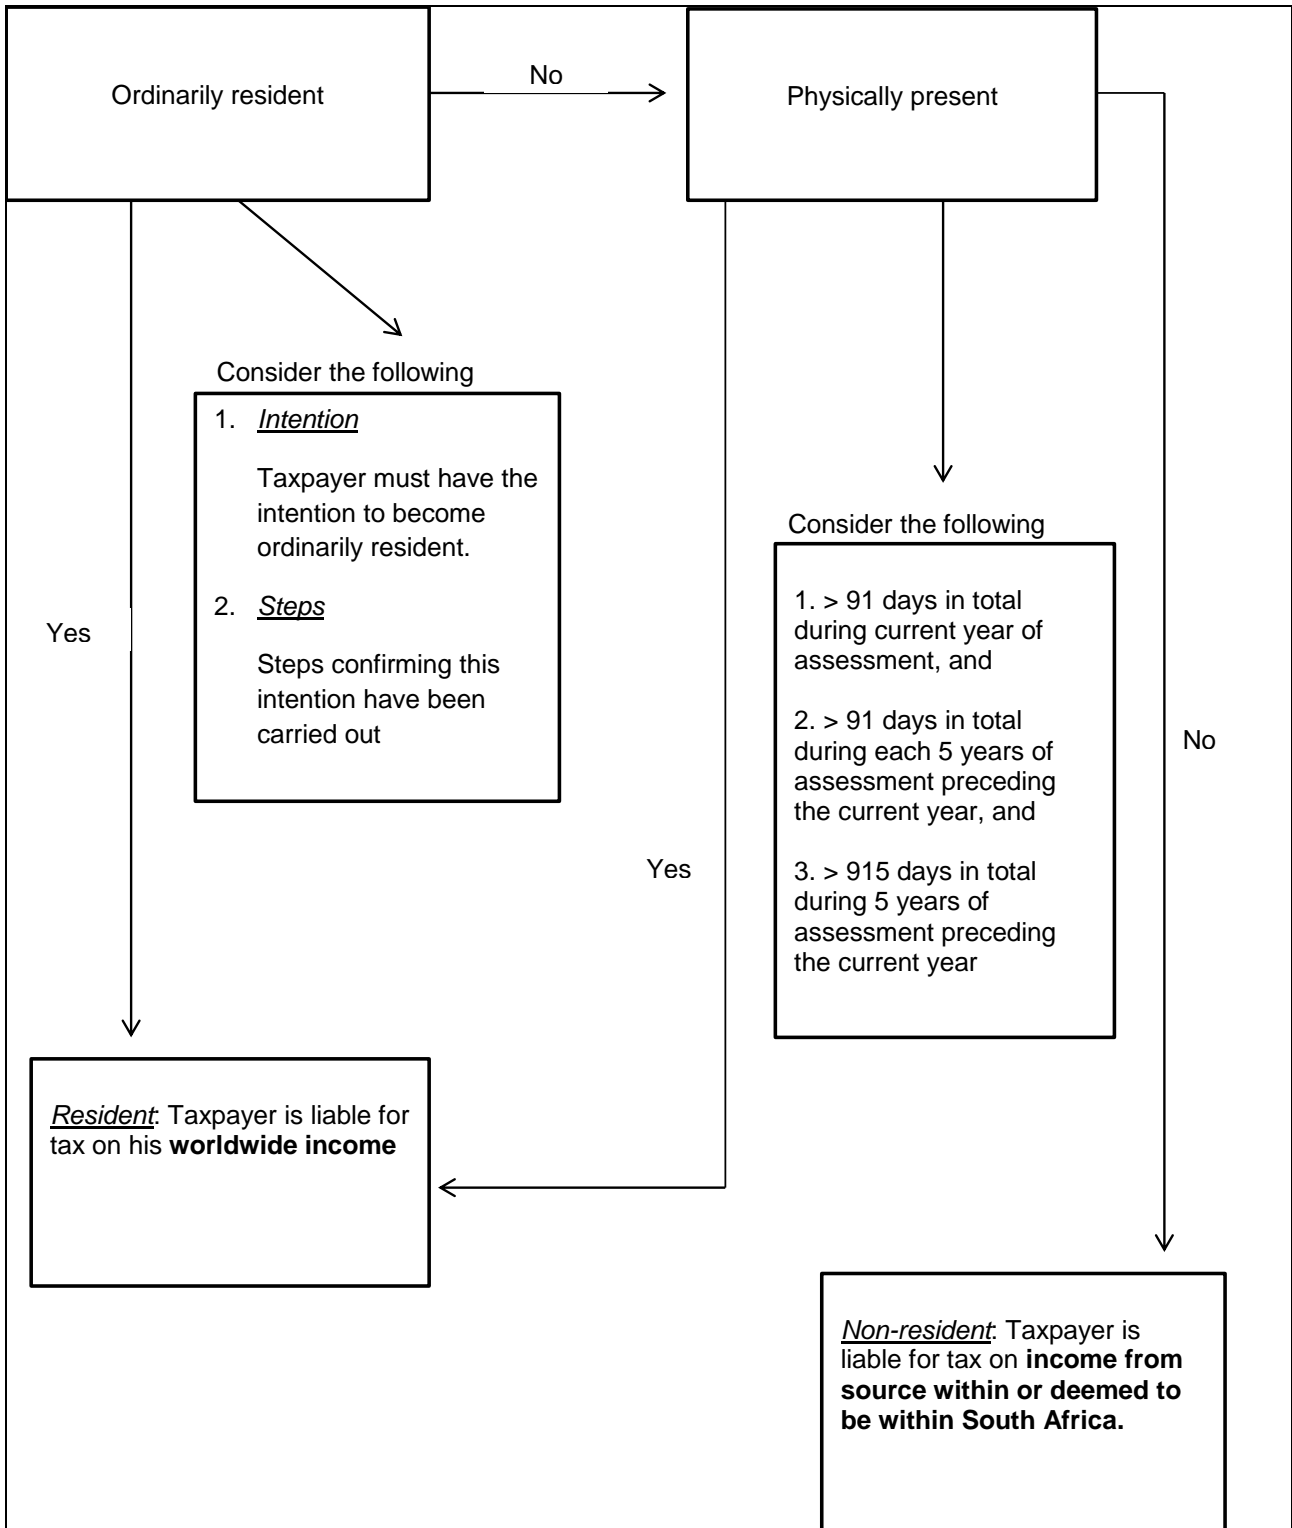 Ordinarily resident
No
Physically present
Consider the following
1. Intention
Taxpayer must have the
intention to become
ordinarily resident.
2. Steps
Steps confirming this
intention have been
carried out
Yes
Consider the following
1. > 91 days in total
during current year of
assessment, and
2. > 91 days in total
during each 5 years of
assessment preceding
the current year, and
3. > 915 days in total
during 5 years of
assessment preceding
the current year
Yes
No
Resident: Taxpayer is liable for
tax on his worldwide income
Non-resident: Taxpayer is
liable for tax on income from
source within or deemed to
be within South Africa.